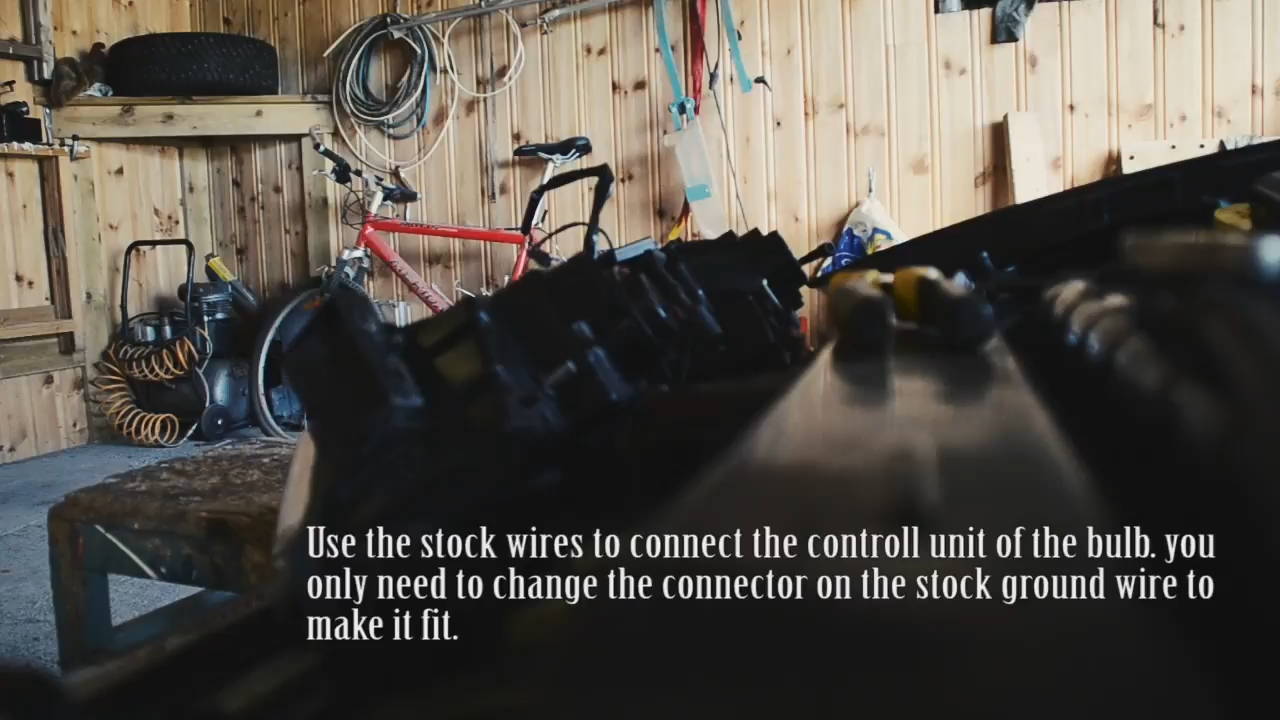 Use the stock wires to connect the controll unit of the bulb. you
only need to change the connector on the stock ground wire to
make it fit.